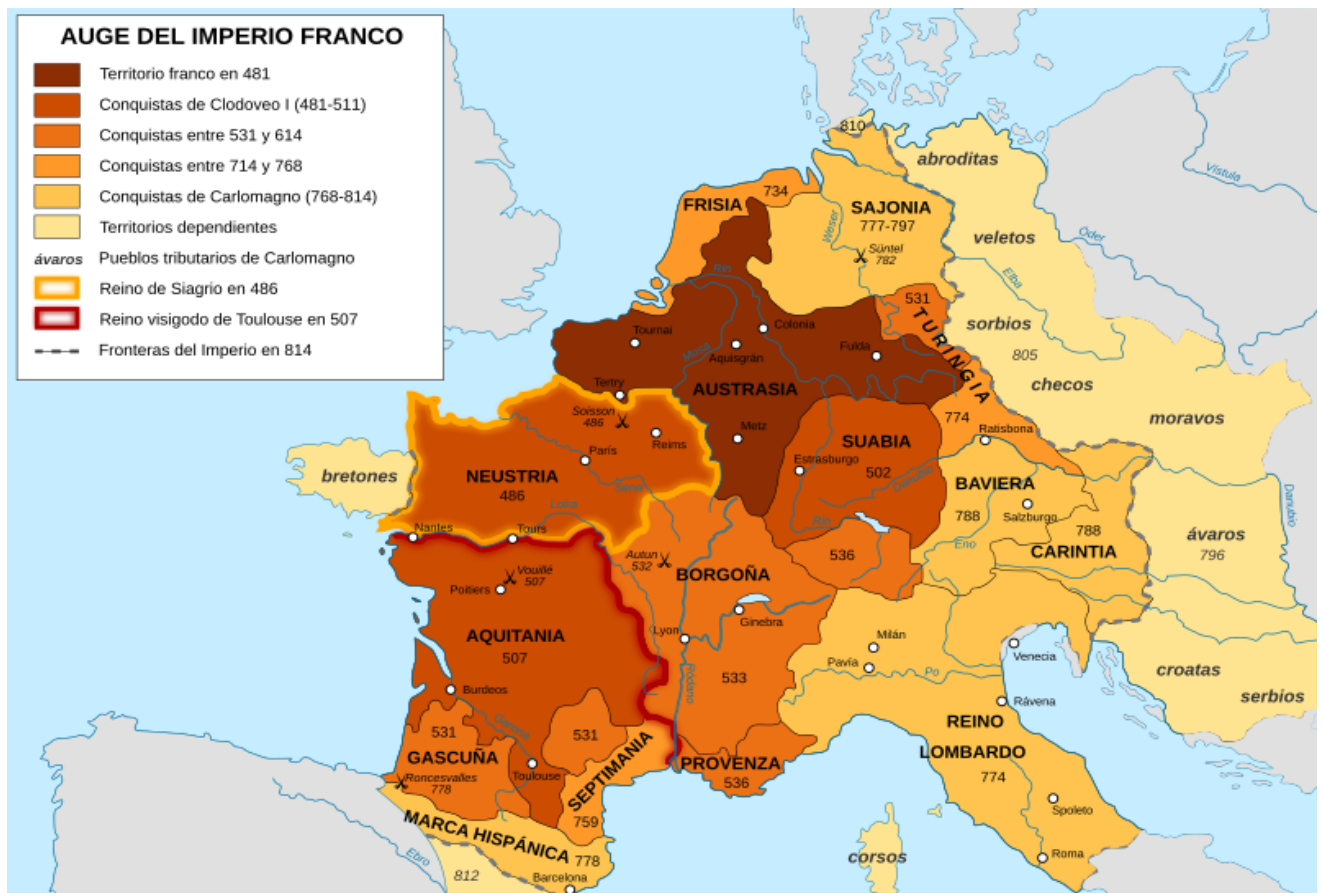 AUGE DEL IMPERIO FRANCO
Territorio franco en 481
Conquistas de Clodoveo I (481-511)
Conquistas entre 531 y 614
Conquistas entre 714 y 768
Conquistas de Carlomagno (768-814)
Territorios dependientes
ávaros Pueblos tributarios de Carlomagno
Reino de Siagrio en 486
Reino visigodo de Toulouse en 507
Fronteras del Imperio en 814
810
abroditas
Vístula
734
FRISIA
SAJONIA
777-797
Weser
Süntel
782
veletos
Oder
Elba
Rin
531
sorbios
805
checos
TURINGIA
Tournai
Colonia
Mosa
Aquisgrán
Fulda
AUSTRASIA
Tertry
Soisson
486
Reims
Metz
774
Ratisbona
moravos
SUABIA
Estrasburgo
502
Danubio
bretones
París
NEUSTRIA
486
Sena
Loira
BAVIERA
788
Salzburgo
Danubio
Nantes
Tours
Rin
Eno
788
CARINTIA
ávaros
796
Autun
532
536
BORGOÑA
Vouillé
507
Poitiers
Ginebra
AQUITANIA
507
Lyon
Milán
Pavía
Po
Venecia
croatas
serbios
533
Ródano
Burdeos
Rávena
Garona
531
GASCUÑA
531
REINO
LOMBARDO
774
Toulouse
SEPTIMANIA
759
PROVENZA
536
Roncesvalles
778
Spoleto
MARCA HISPÁNICA
778
Ebro
812
Barcelona
corsos
Roma